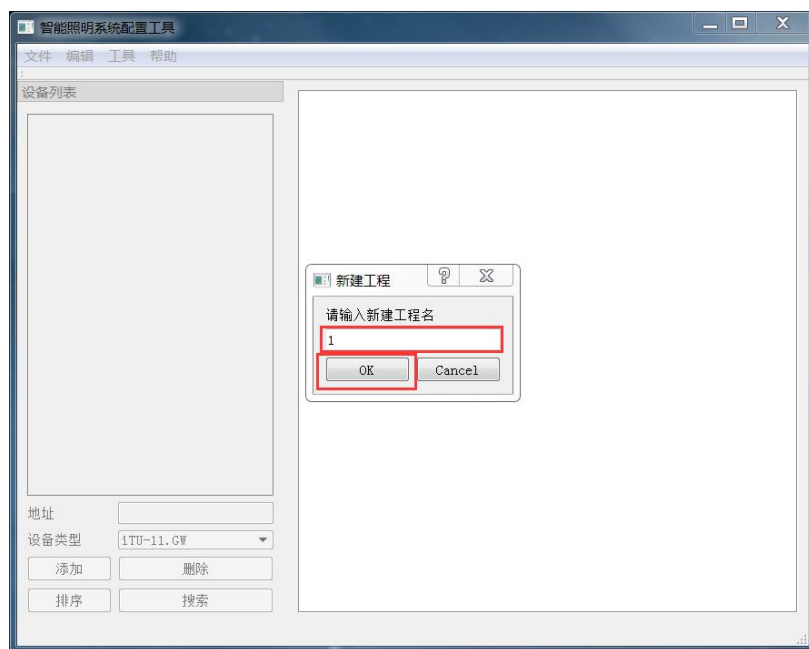 智能照明系统配置工具
文件 编辑 工具 帮助
设备列表
新建工程
请输入新建工程名
1
OK Cancel
地址
设备类型 iTU-11.GW
添加 删除
排序 搜索